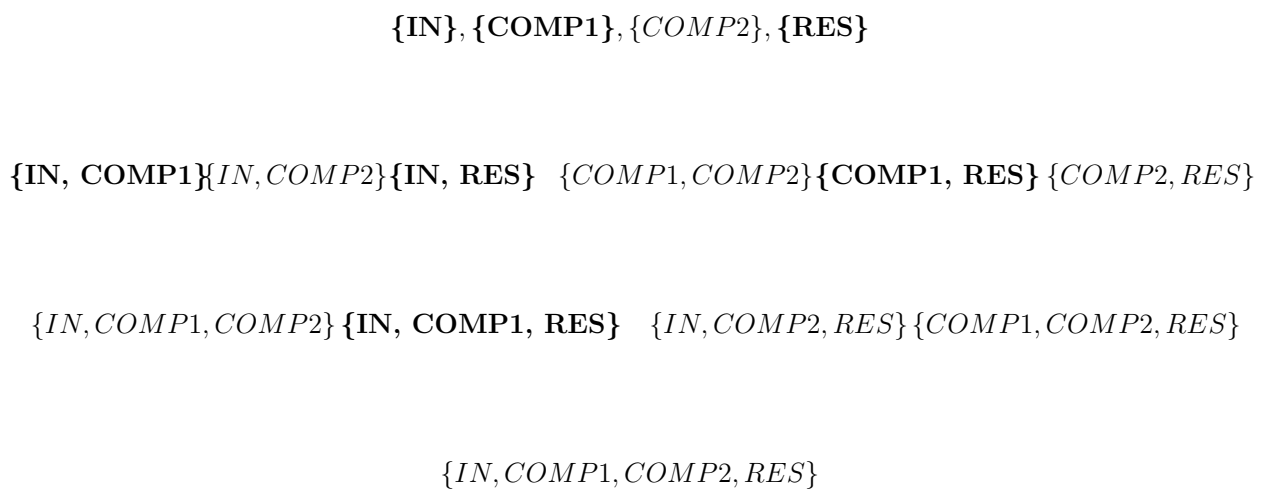 {IN}, {COMP1}, {COMP2}, {RES}
{IN, COMP1}{IN, COMP2}{IN, RES} {COMP1, COMP2}{COMP1, RES} {COMP2, RES}
{IN, COMP1, COMP2} {IN, COMP1, RES} {IN, COMP2, RES} {COMP1, COMP2, RES}
{IN, COMP1, COMP2, RES}